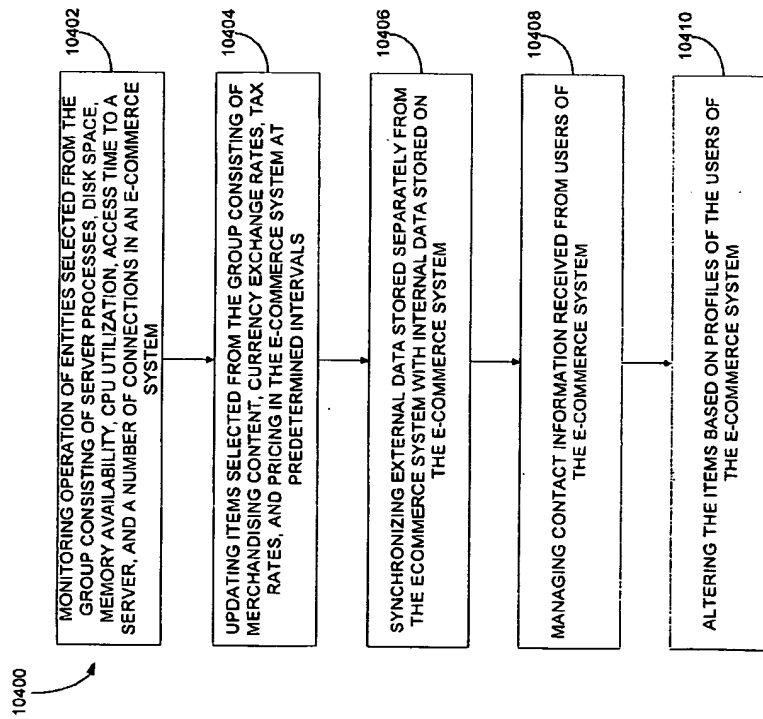 10400
10402
MONITORING OPERATION OF ENTITIES SELECTED FROM THE
GROUP CONSISTING OF SERVER PROCESSES, DISK SPACE,
MEMORY AVAILABILITY, CPU UTILIZATION, ACCESS TIME TO A
SERVER, AND A NUMBER OF CONNECTIONS IN AN E-COMMERCE
SYSTEM
10404
UPDATING ITEMS SELECTED FROM THE GROUP CONSISTING OF
MERCHANDISING CONTENT, CURRENCY EXCHANGE RATES, TAX
RATES, AND PRICING IN THE E-COMMERCE SYSTEM AT
PREDETERMINED INTERVALS
10406
SYNCHRONIZING EXTERNAL DATA STORED SEPARATELY FROM
THE ECOMMERCE SYSTEM WITH INTERNAL DATA STORED ON
THE E-COMMERCE SYSTEM
10408
MANAGING CONTACT INFORMATION RECEIVED FROM USERS OF
THE E-COMMERCE SYSTEM
10410
ALTERING THE ITEMS BASED ON PROFILES OF THE USERS OF
THE E-COMMERCE SYSTEM